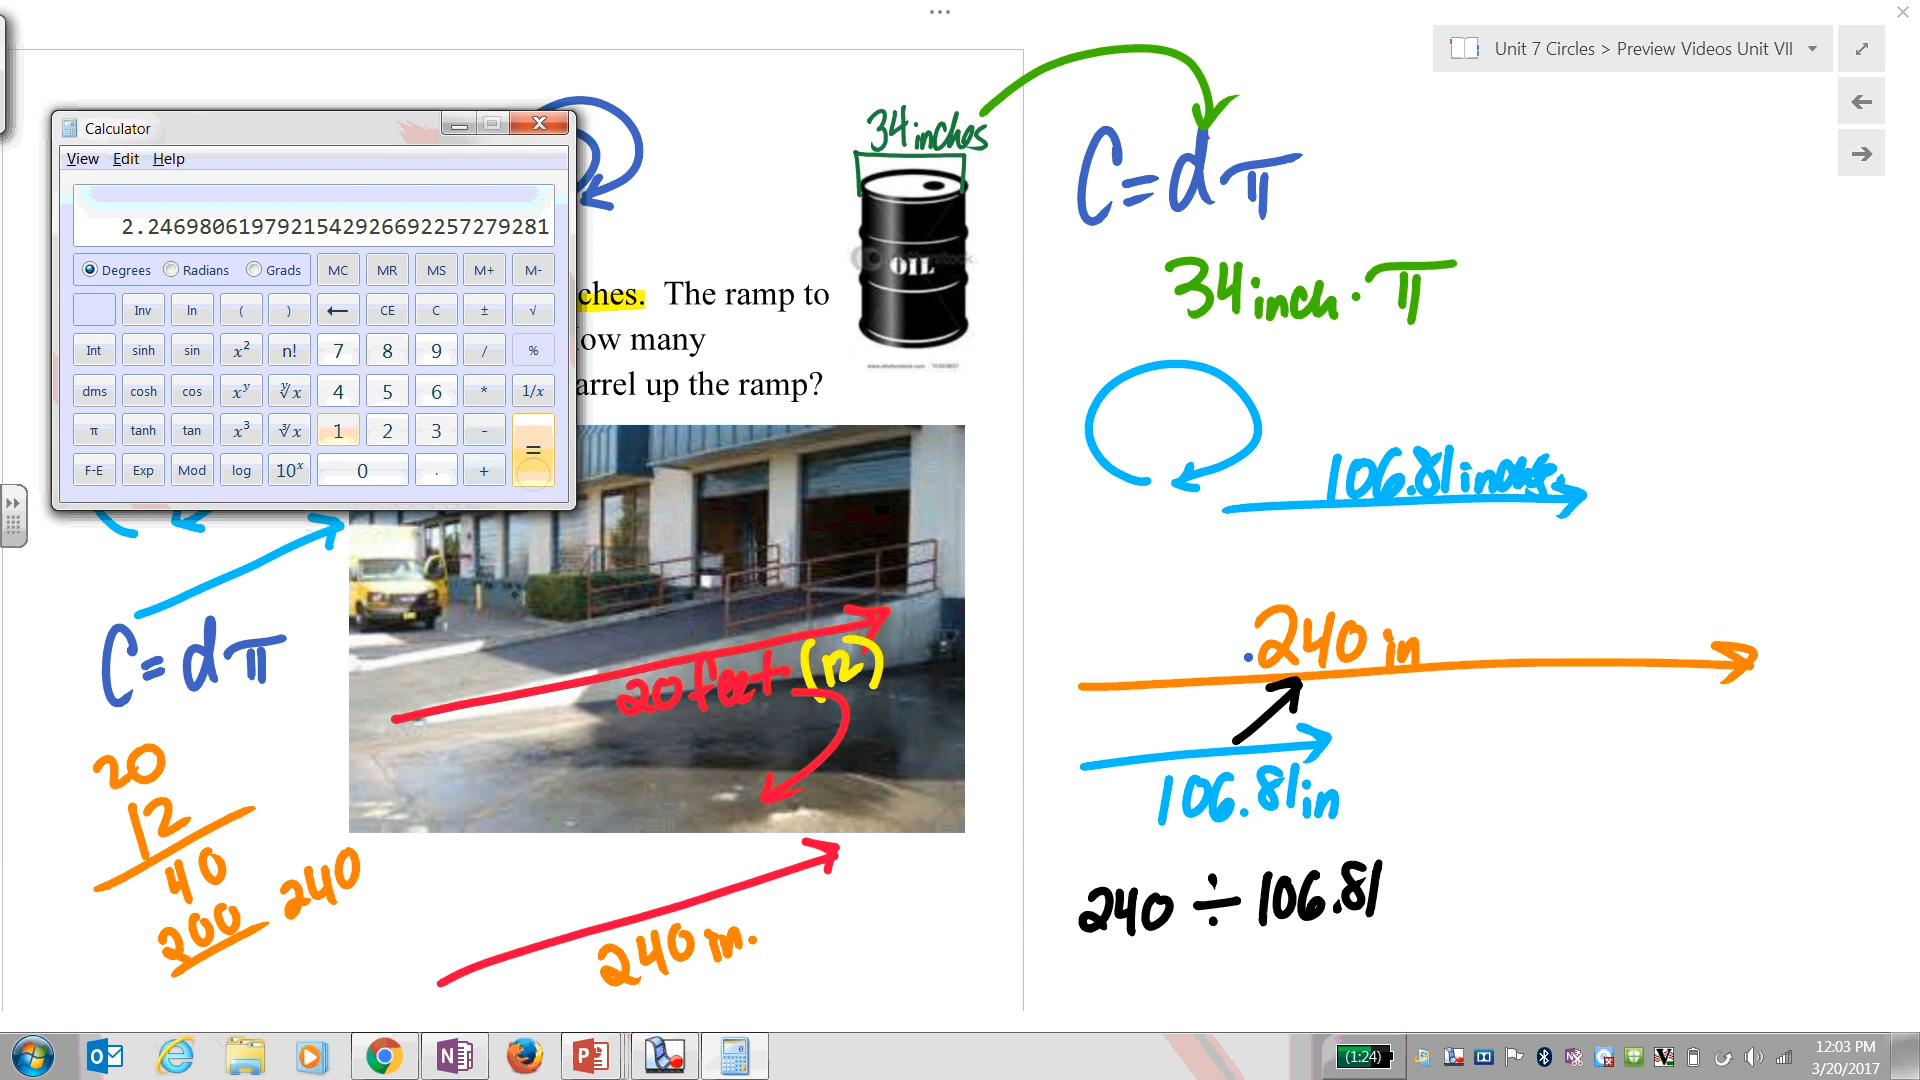 Unit 7 Circles > Preview Videos Unit VII
34 inches
C=dπ
Calculator
View Edit Help
2.2469806197921542926692257279281
Degrees Radians Grads MC MR MS M+ M-
Inv ln ( ) ← CE C ± √
Int sinh sin x² n! 7 8 9 / %
dms cosh cos xʸ ʸ√x 4 5 6 * 1/x
π tanh tan x³ ³√x 1 2 3 - =
F-E Exp Mod log 10ˣ 0 . +
ches. The ramp to
ow many
arrel up the ramp?
OIL
34 inch · π
106.81 inches
20 feet (12)
C=dπ
20
12
40
200
240
240 in.
240 in
106.81 in
240 ÷ 106.81
(1:24)
12:03 PM
3/20/2017